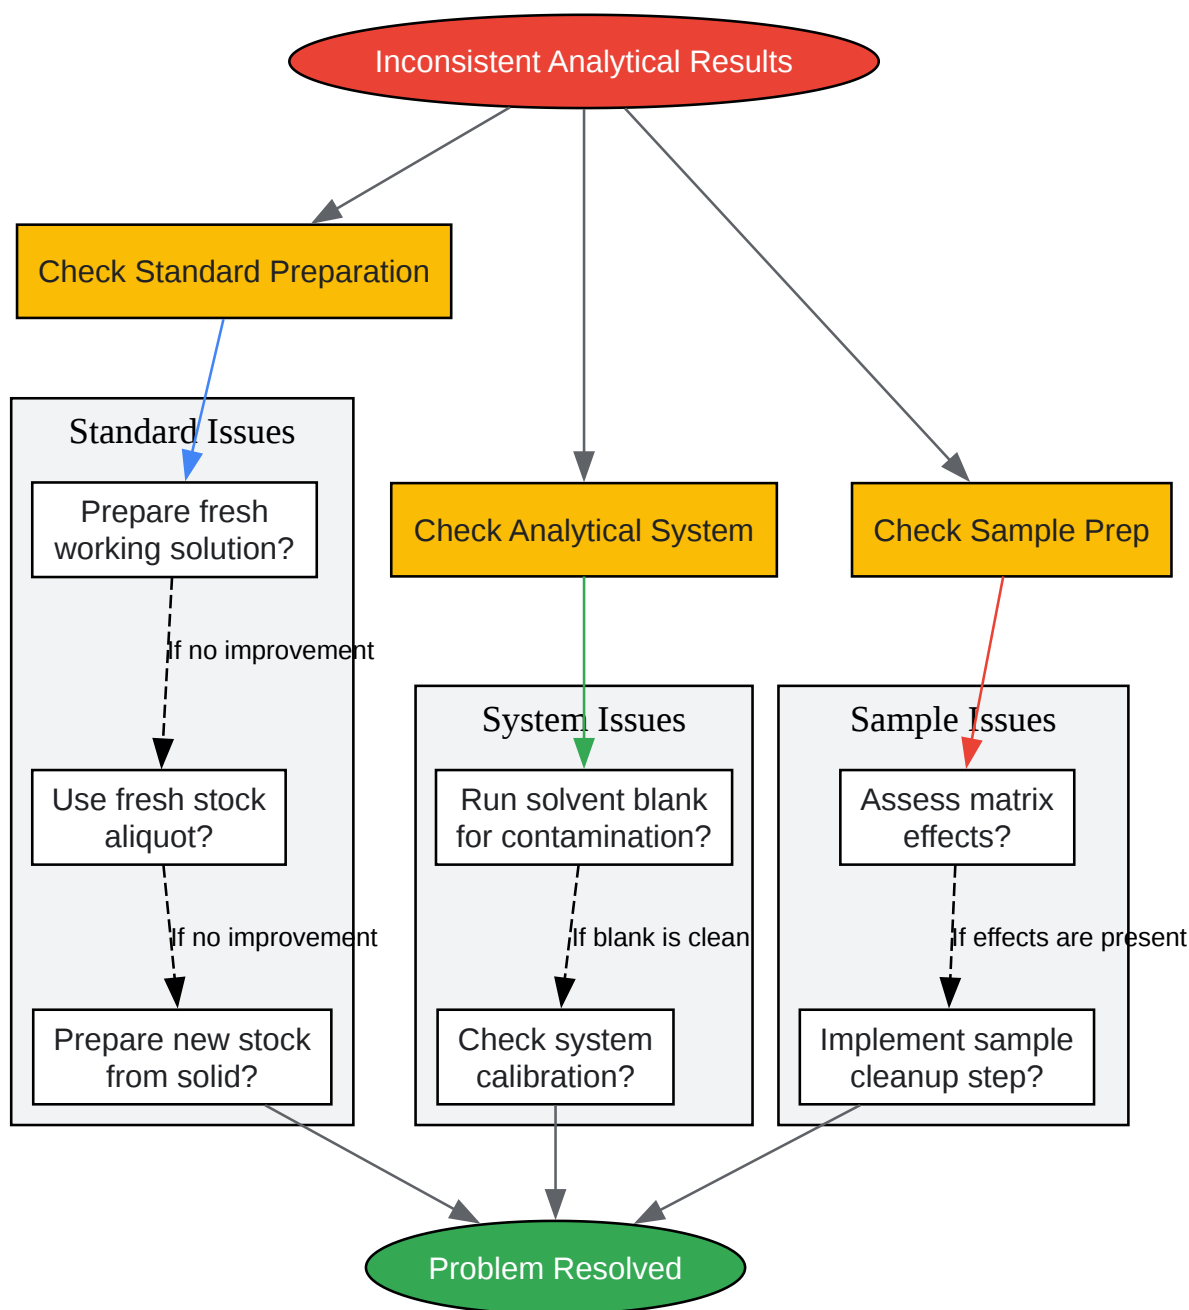 Inconsistent Analytical Results
Check Standard Preparation
Standard Issues
Prepare fresh
working solution?
If no improvement
Use fresh stock
aliquot?
If no improvement
Prepare new stock
from solid?
Check Analytical System
System Issues
Run solvent blank
for contamination?
If blank is clean
Check system
calibration?
Check Sample Prep
Sample Issues
Assess matrix
effects?
If effects are present
Implement sample
cleanup step?
Problem Resolved